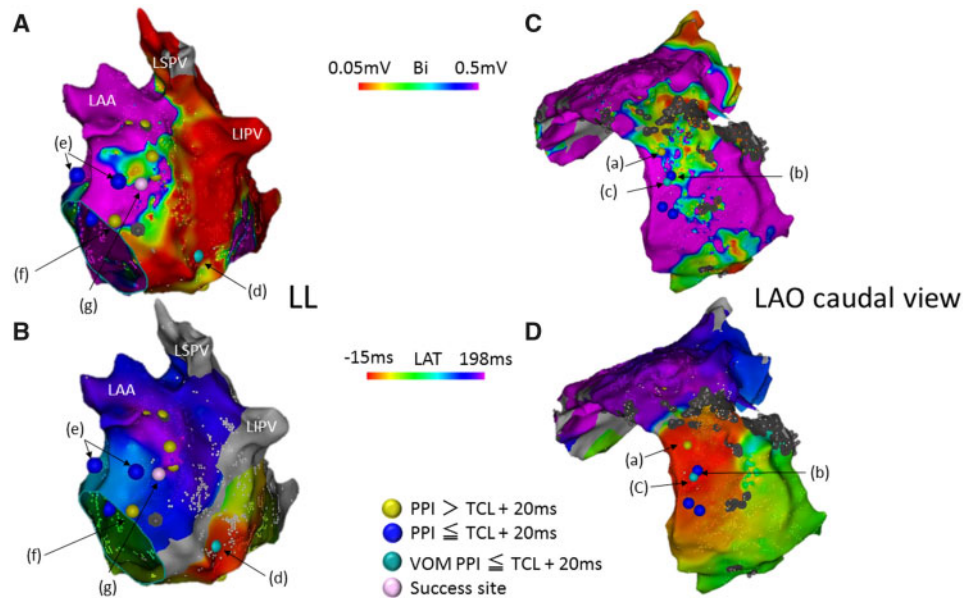 A
LSPV
LAA
LIPV
(e)
(f)
(g)
(d)
0.05mV Bi 0.5mV
C
(a)
(b)
(c)
LL
LAO caudal view
B
LSPV
LAA
LIPV
(e)
(f)
(g)
(d)
-15ms LAT 198ms
D
(a)
(b)
(C)
PPI > TCL + 20ms
PPI ≦ TCL + 20ms
VOM PPI ≦ TCL + 20ms
Success site